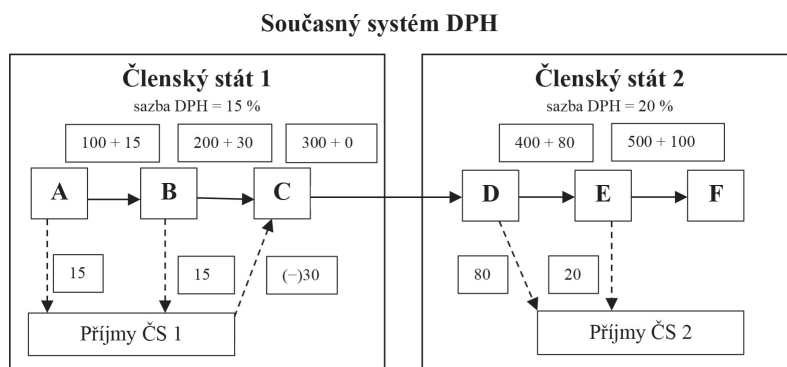 Současný systém DPH
Členský stát 1
sazba DPH = 15 %
100 + 15
200 + 30
300 + 0
A
B
C
15
15
(−)30
Příjmy ČS 1
Členský stát 2
sazba DPH = 20 %
400 + 80
500 + 100
D
E
F
80
20
Příjmy ČS 2